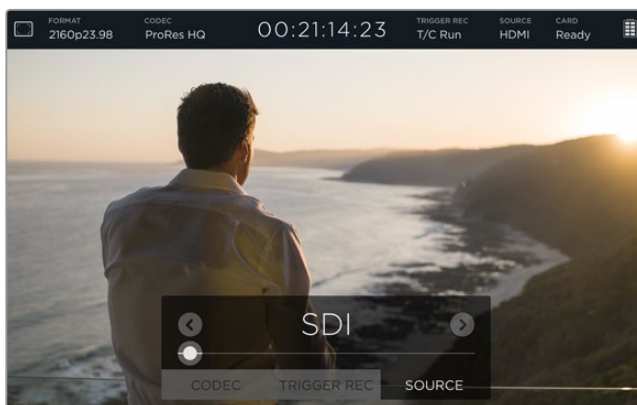 FORMAT CODEC TRIGGER REC SOURCE CARD
2160p23.98 ProRes HQ 00:21:14:23 T/C Run HDMI Ready
SDI
CODEC TRIGGER REC SOURCE